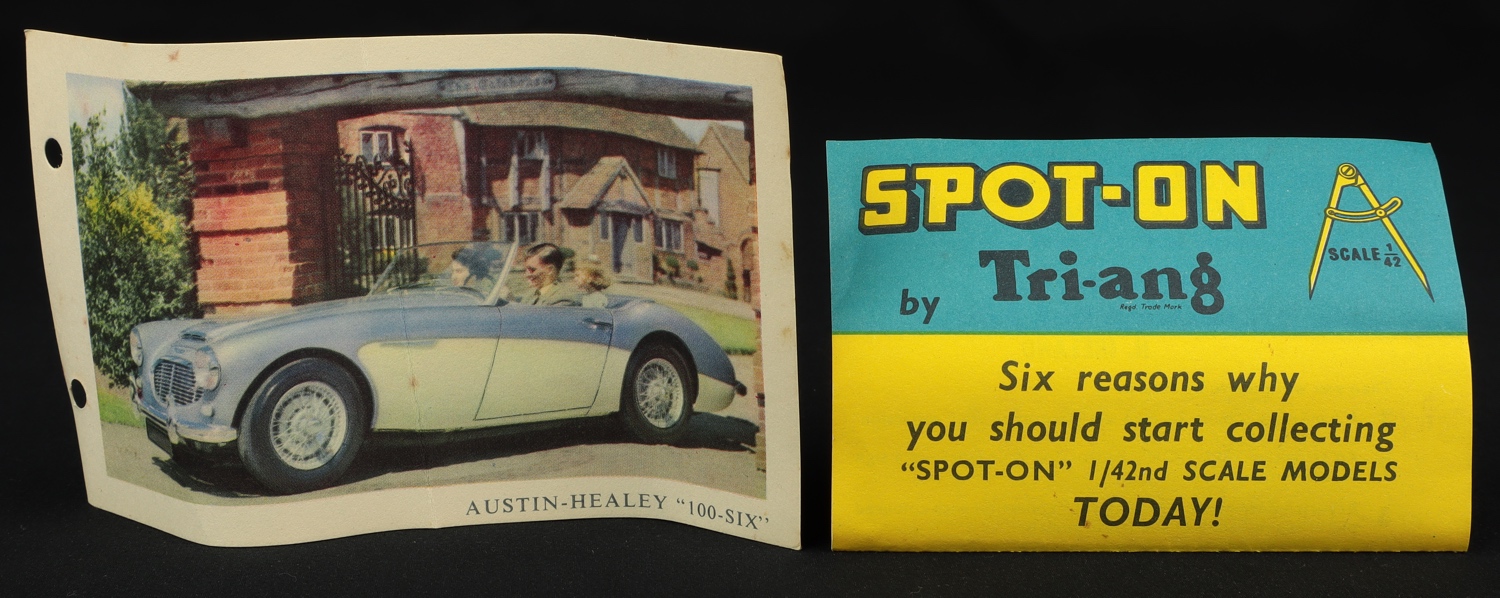 AUSTIN-HEALEY “100-SIX”
SPOT-ON
by Tri-ang
Regd. Trade Mark
SCALE 1/42
Six reasons why
you should start collecting
“SPOT-ON” 1/42nd SCALE MODELS
TODAY!